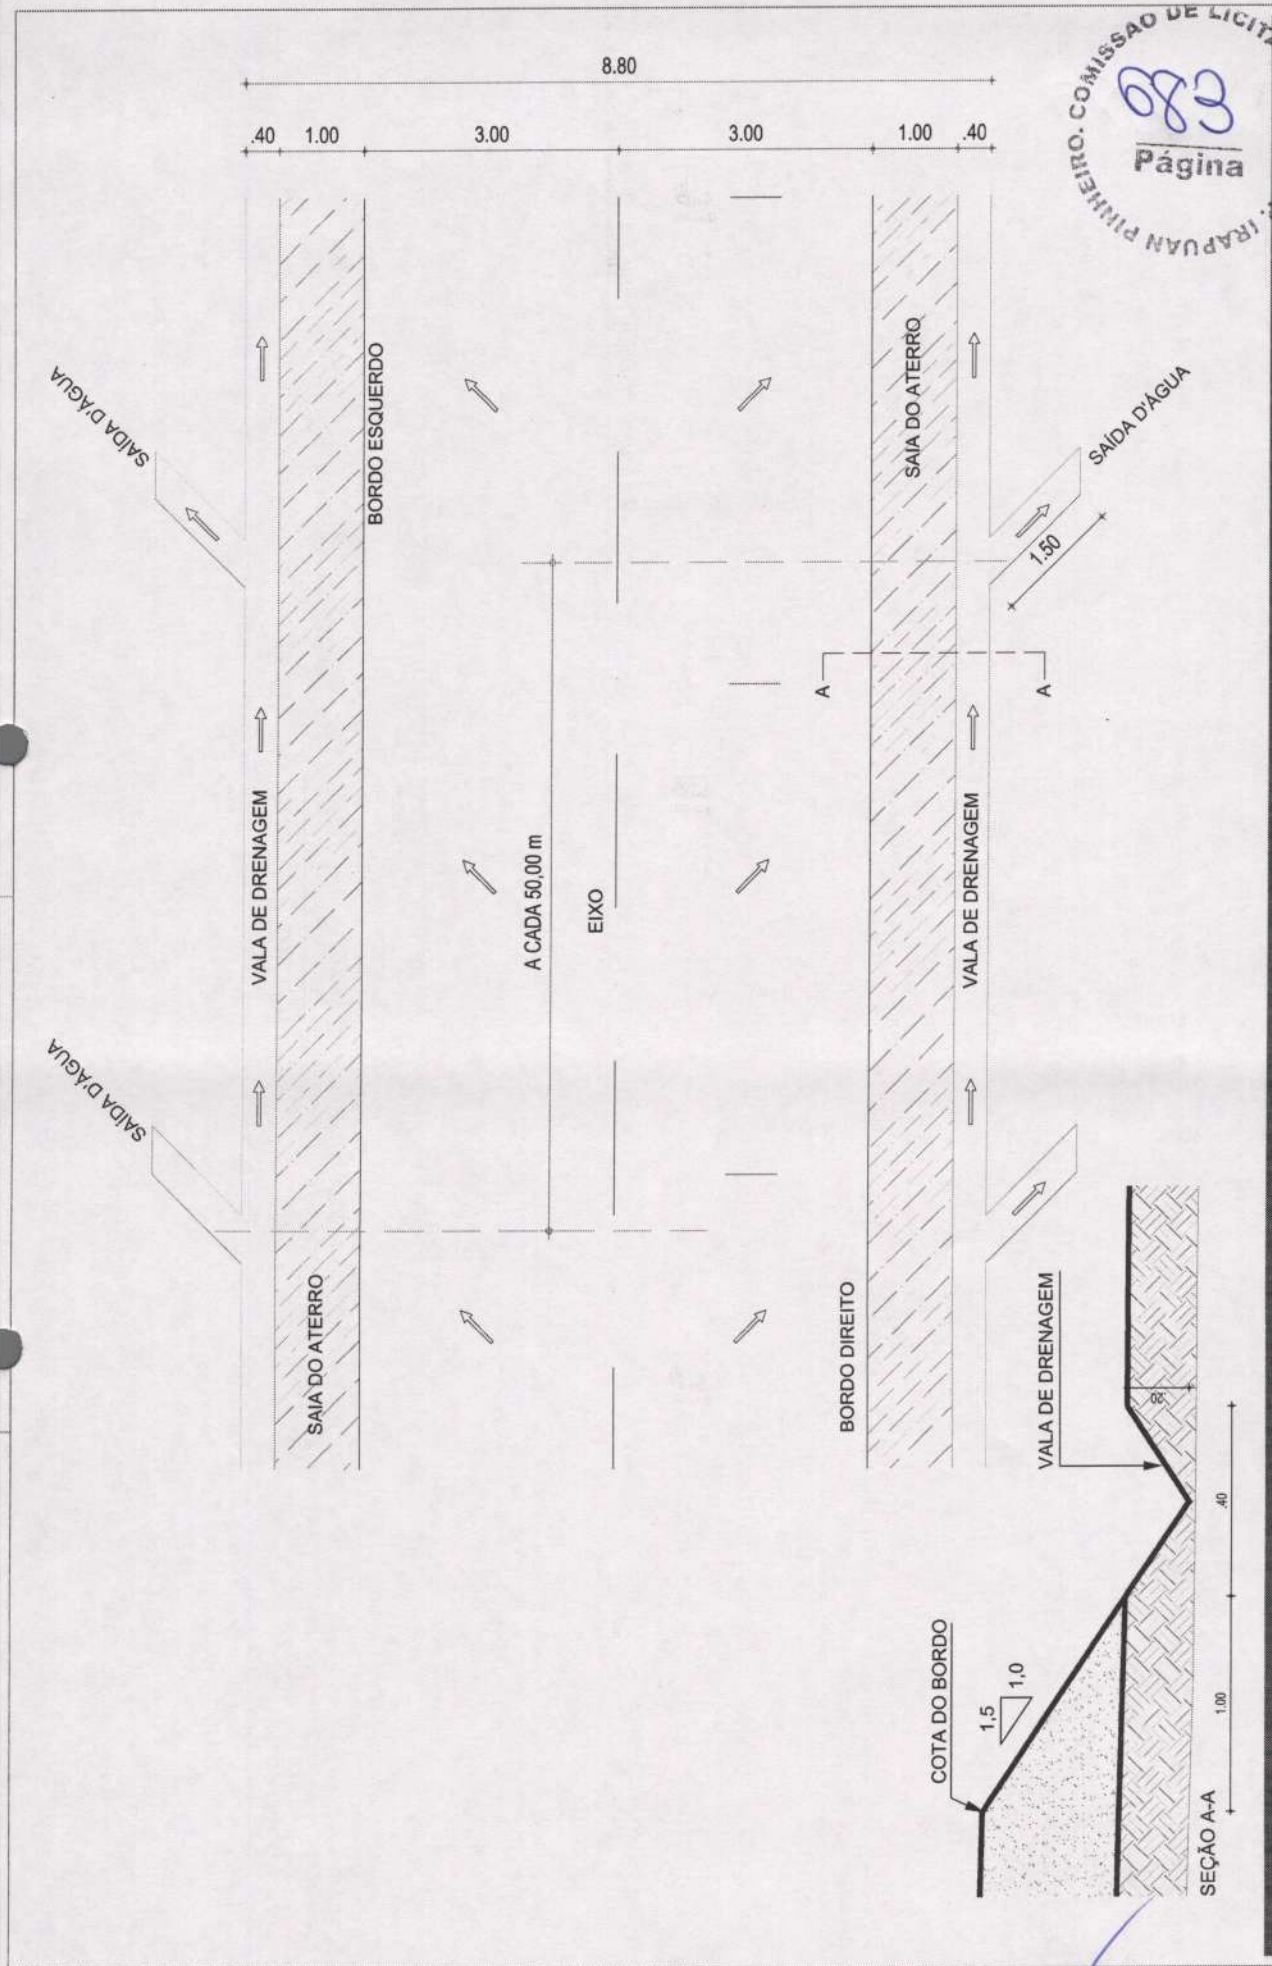 COMISSAO DE LICITA
683
Página
IRAPUAN PINHEIRO.
8.80
.40 1.00 3.00 3.00 1.00 .40
SAÍDA D'ÁGUA
BORDO ESQUERDO
SAIA DO ATERRO
SAÍDA D'ÁGUA
1.50
A
A
VALA DE DRENAGEM
A CADA 50,00 m
EIXO
VALA DE DRENAGEM
SAÍDA D'ÁGUA
SAIA DO ATERRO
BORDO DIREITO
VALA DE DRENAGEM
COTA DO BORDO
1,5
1,0
1.00
.40
SEÇÃO A-A